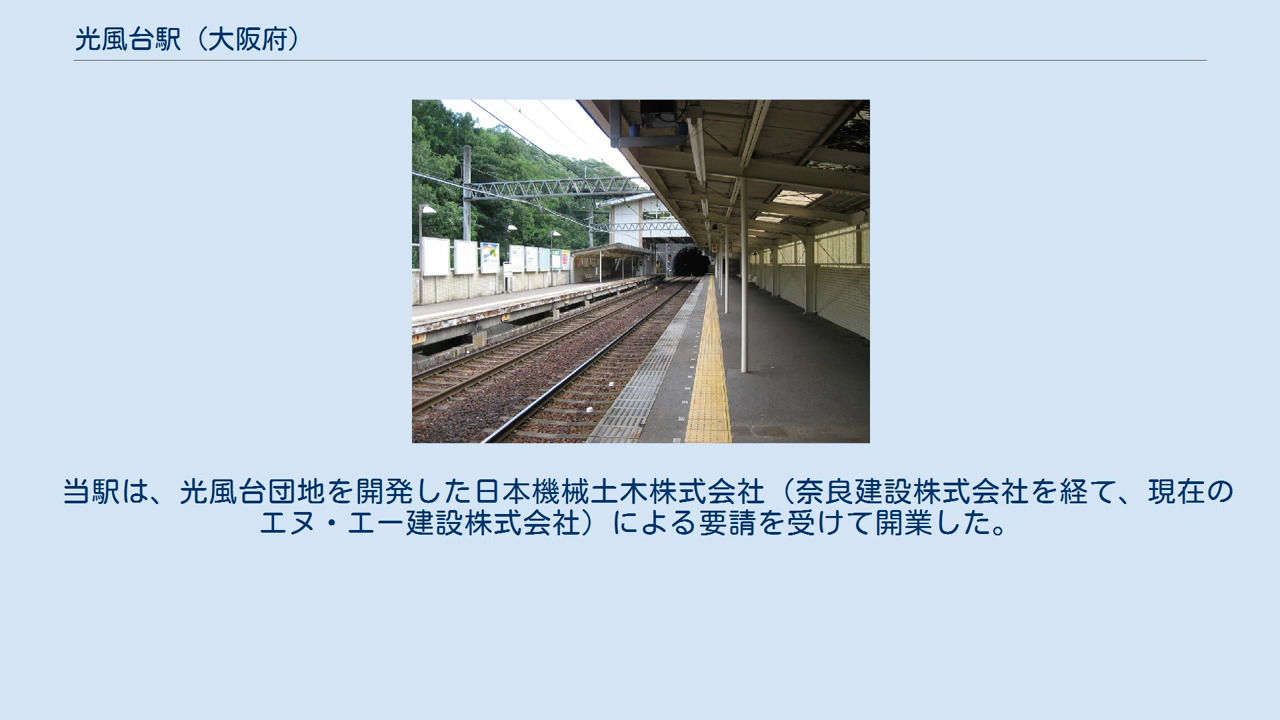 光風台駅（大阪府）
当駅は、光風台団地を開発した日本機械土木株式会社（奈良建設株式会社を経て、現在の
エヌ・エー建設株式会社）による要請を受けて開業した。